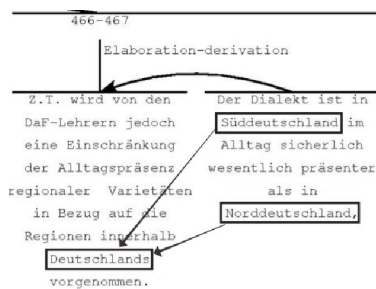 466-467
Elaboration-derivation
Z.T. wird von den
DaF-Lehrern jedoch
eine Einschränkung
der Alltagspräsenz
regionaler Varietäten
in Bezug auf die
Regionen innerhalb
Deutschlands
vorgenommen.
Der Dialekt ist in
Süddeutschland im
Alltag sicherlich
wesentlich präsenter
als in
Norddeutschland,